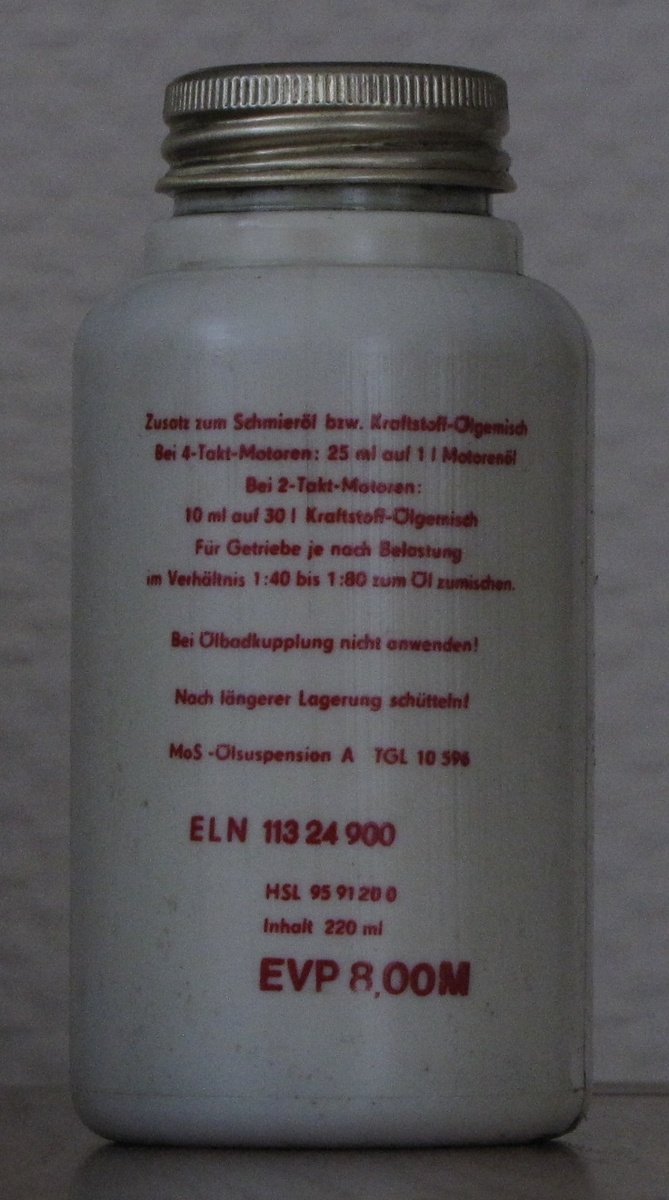 Zusatz zum Schmieröl bzw. Kraftstoff-Ölgemisch
Bei 4-Takt-Motoren: 25 ml auf 1 l Motorenöl
Bei 2-Takt-Motoren:
10 ml auf 30 l Kraftstoff-Ölgemisch
Für Getriebe je nach Belastung
im Verhältnis 1:40 bis 1:80 zum Öl zumischen.
Bei Ölbadkupplung nicht anwenden!
Nach längerer Lagerung schütteln!
MoS -Ölsuspension A TGL 10 596
ELN 113 24 900
HSL 95 91 20 0
Inhalt 220 ml
EVP 8,00M